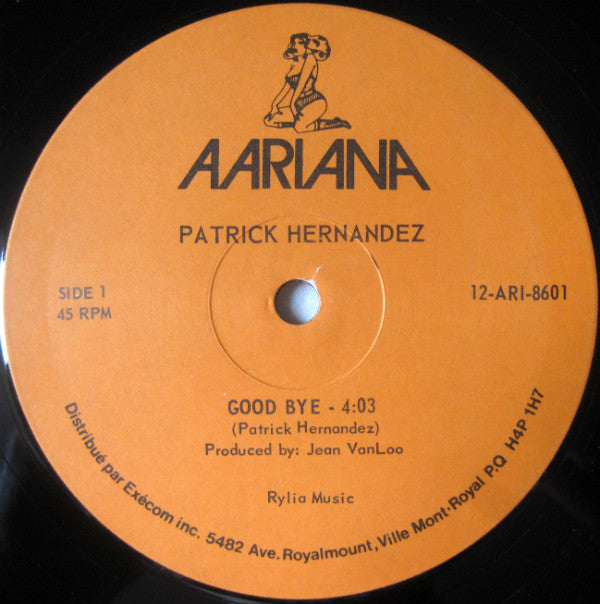 AARIANA
PATRICK HERNANDEZ
SIDE 1
45 RPM
12-ARI-8601
GOOD BYE - 4:03
(Patrick Hernandez)
Produced by: Jean VanLoo
Rylia Music
Distribué par Exécom inc. 5482 Ave. Royalmount, Ville Mont-Royal P.Q H4P 1H7